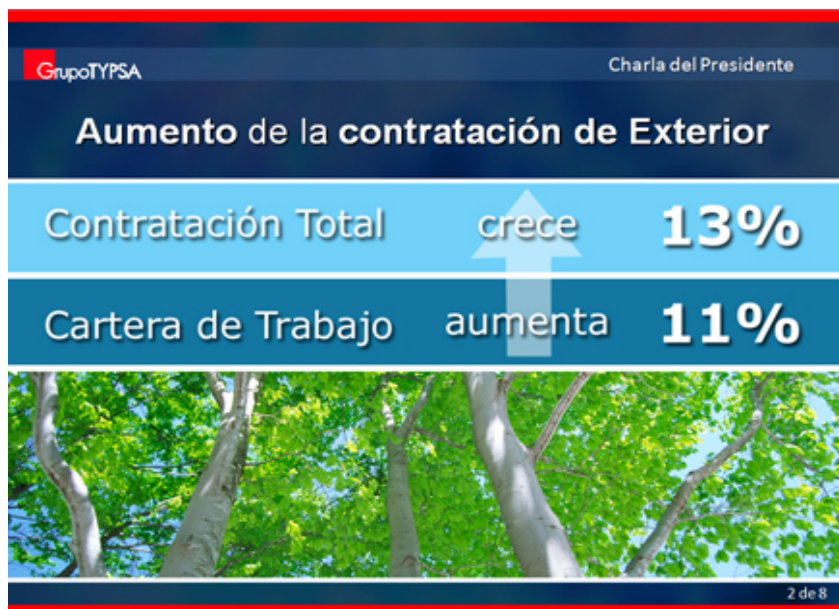 GrupoTYPSA
Charla del Presidente
Aumento de la contratación de Exterior
Contratación Total crece 13%
Cartera de Trabajo aumenta 11%
2 de 8